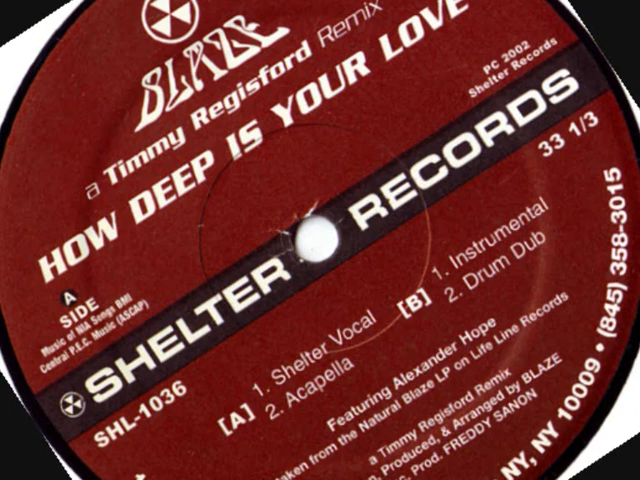 BLAZE
a Timmy Regisford Remix
HOW DEEP IS YOUR LOVE
PC 2002
Shelter Records
A
SIDE
Music of NIA Songs BMI
Central P.E.C. Music (ASCAP)
SHELTER RECORDS
33 1/3
SHL-1036
[A] 1. Shelter Vocal
2. Acapella
[B] 1. Instrumental
2. Drum Dub
Featuring Alexander Hope
from the Natural Blaze LP on Life Line Records
a Timmy Regisford Remix
Produced, & Arranged by BLAZE
Prod. FREDDY SANON
NY, NY 10009 • (845) 358-3015